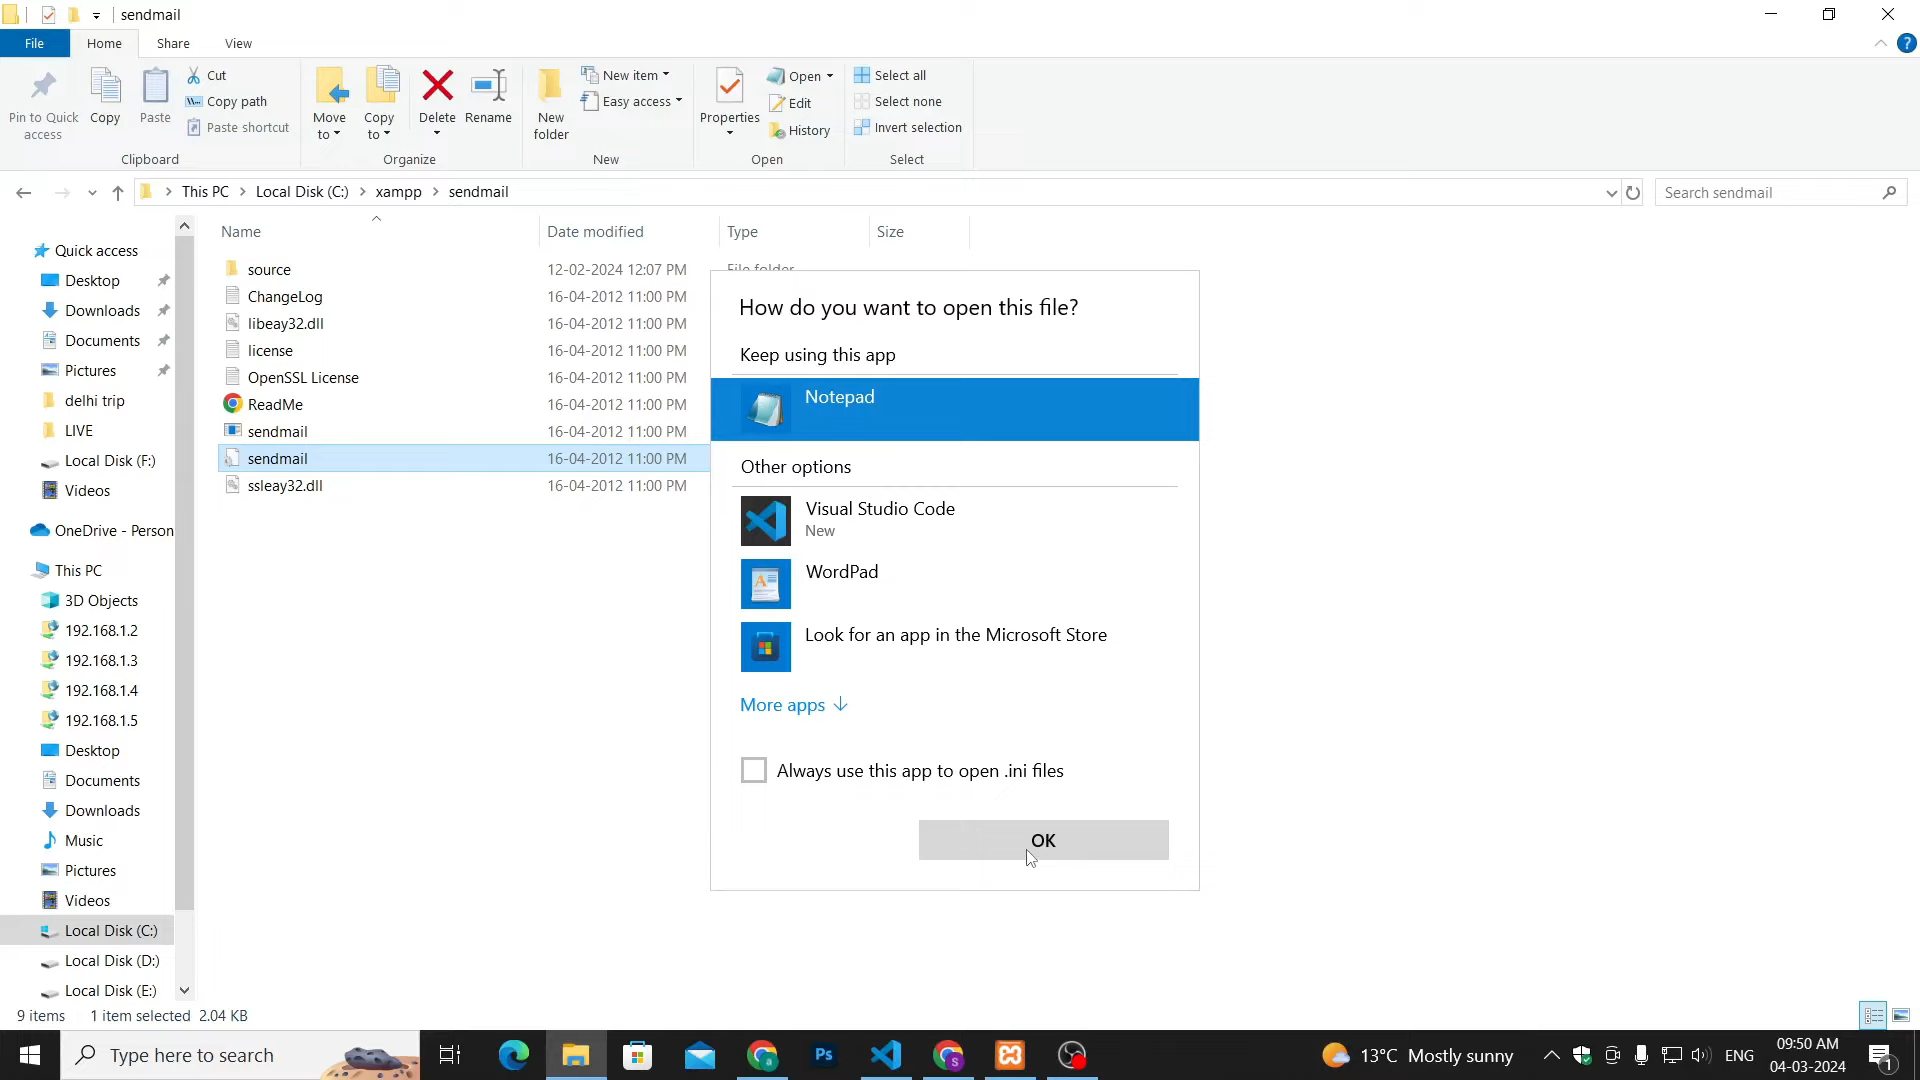 sendmail
File Home Share View
Pin to Quick access
Copy
Paste
Cut
Copy path
Paste shortcut
Clipboard
Move to
Copy to
Delete
Rename
Organize
New folder
New item
Easy access
New
Properties
Open
Edit
History
Open
Select all
Select none
Invert selection
Select
This PC > Local Disk (C:) > xampp > sendmail
Search sendmail
Name Date modified Type Size
source 12-02-2024 12:07 PM File folder
ChangeLog 16-04-2012 11:00 PM
libeay32.dll 16-04-2012 11:00 PM
license 16-04-2012 11:00 PM
OpenSSL License 16-04-2012 11:00 PM
ReadMe 16-04-2012 11:00 PM
sendmail 16-04-2012 11:00 PM
sendmail 16-04-2012 11:00 PM
ssleay32.dll 16-04-2012 11:00 PM
Quick access
Desktop
Downloads
Documents
Pictures
delhi trip
LIVE
Local Disk (F:)
Videos
OneDrive - Person
This PC
3D Objects
192.168.1.2
192.168.1.3
192.168.1.4
192.168.1.5
Desktop
Documents
Downloads
Music
Pictures
Videos
Local Disk (C:)
Local Disk (D:)
Local Disk (E:)
How do you want to open this file?
Keep using this app
Notepad
Other options
Visual Studio Code
New
WordPad
Look for an app in the Microsoft Store
More apps
Always use this app to open .ini files
OK
9 items 1 item selected 2.04 KB
Type here to search
Ps
13°C Mostly sunny
ENG
09:50 AM
04-03-2024
1